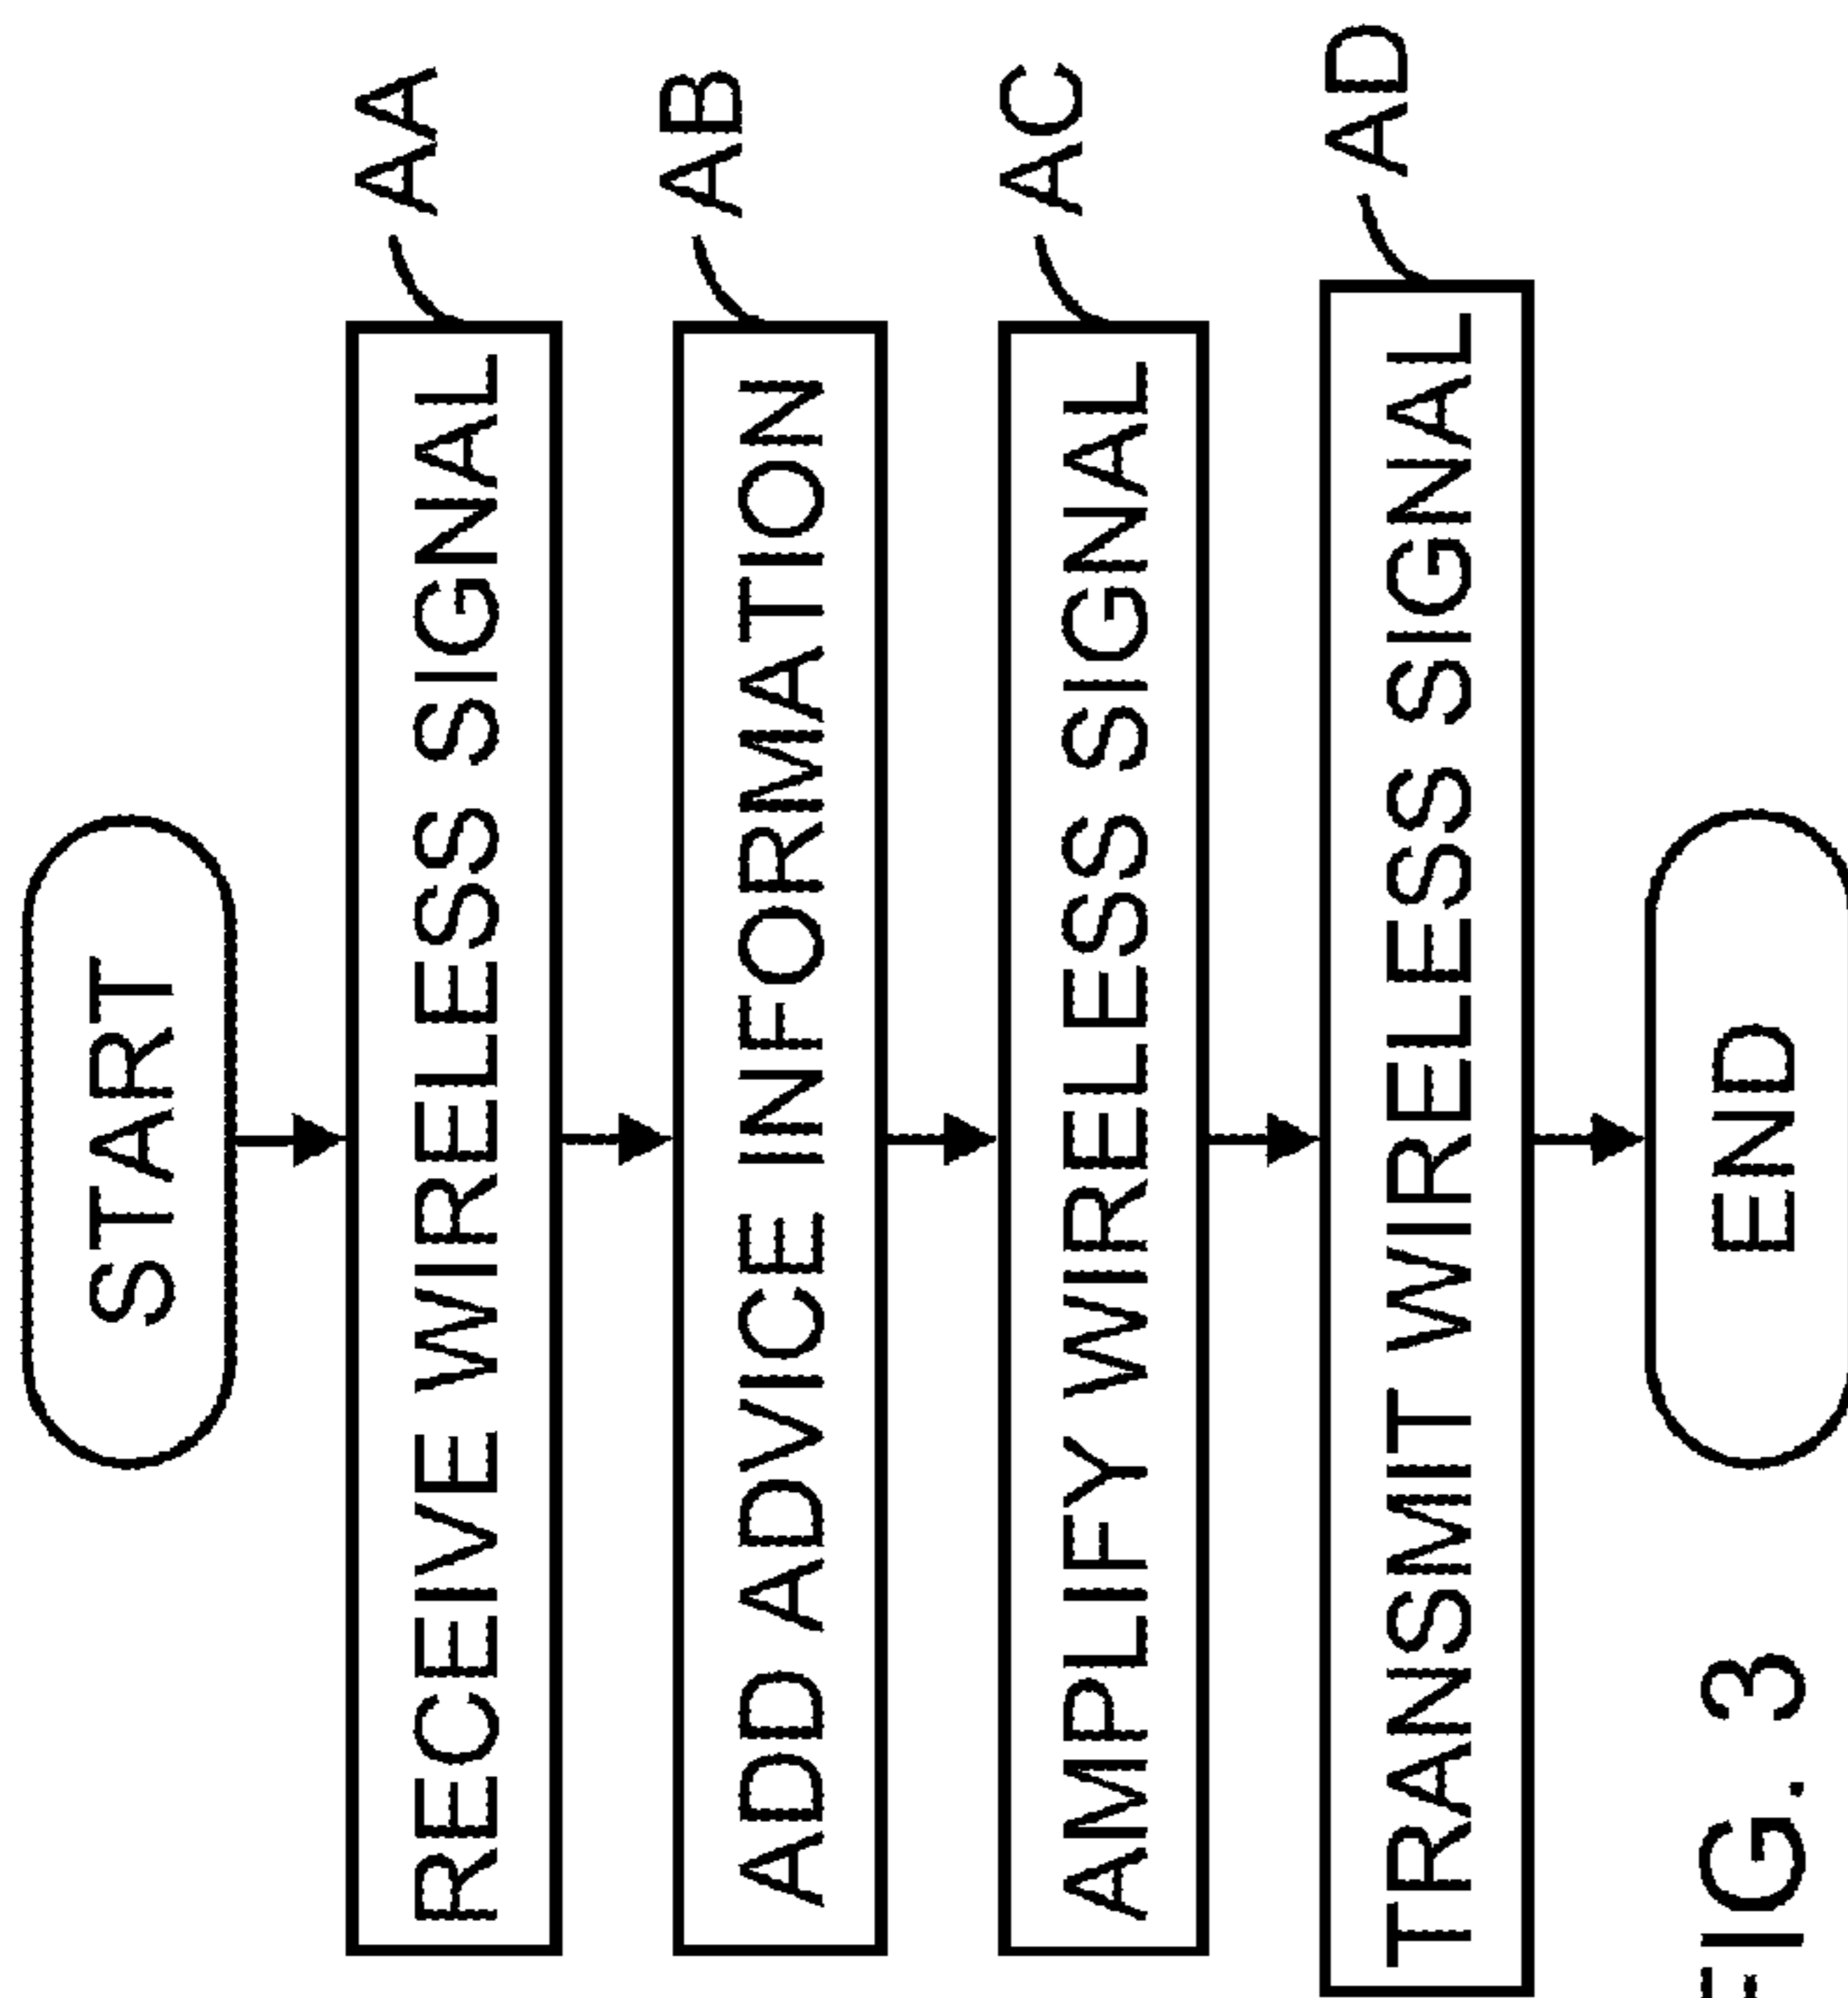 START
RECEIVE WIRELESS SIGNAL
AA
ADD ADVICE INFORMATION
AB
AMPLIFY WIRELESS SIGNAL
AC
TRANSMIT WIRELESS SIGNAL
AD
END
FIG. 3